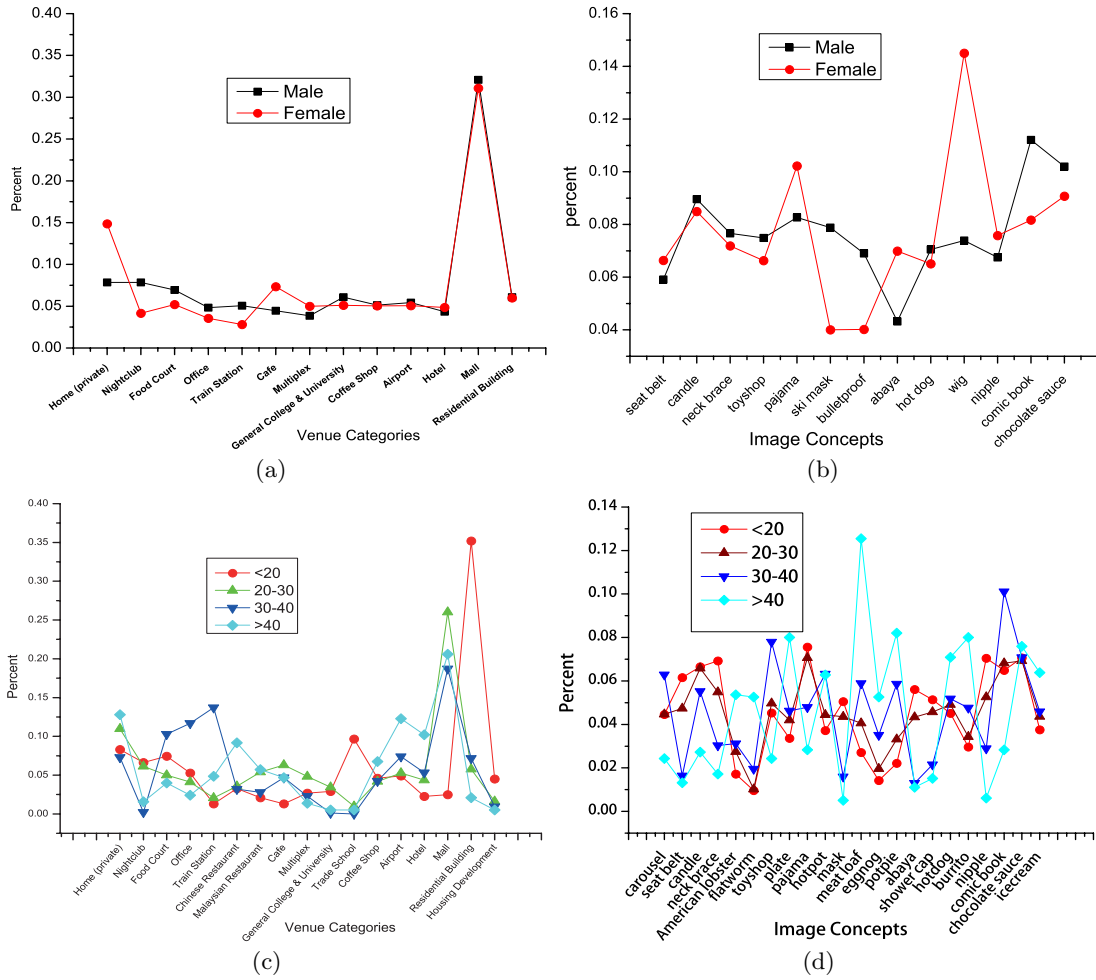 0.40
0.30
0.20
0.15
0.10
0.05
0.00
Percent
Male
Female
Home (private)
Nightclub
Food Court
Office
Train Station
Cafe
Multiplex
General College & University
Coffee Shop
Airport
Hotel
Mall
Residential Building
Venue Categories
(a)
0.16
0.14
0.12
0.10
0.08
0.06
0.04
percent
Male
Female
seat belt
candle
neck brace
toyshop
pajama
ski mask
bulletproof
abaya
hot dog
wig
nipple
comic book
chocolate sauce
Image Concepts
(b)
0.40
0.35
0.30
0.25
0.20
0.15
0.10
0.05
0.00
Percent
<20
20-30
30-40
>40
Home (private)
Nightclub
Food Court
Office
Train Station
Chinese Restaurant
Malaysian Restaurant
Cafe
Multiplex
General College & University
Trade School
Coffee Shop
Airport
Hotel
Mall
Residential Building
Housing Development
Venue Categories
(c)
0.14
0.12
0.10
0.08
0.06
0.04
0.02
0.00
Percent
<20
20-30
30-40
>40
carousel
seat belt
candle
neck brace
American lobster
flatworm
toyshop
plate
pajama
hotpot
mask
meat loaf
eggnog
potpie
abaya
shower cap
hotdog
burrito
nipple
comic book
chocolate sauce
icecream
Image Concepts
(d)